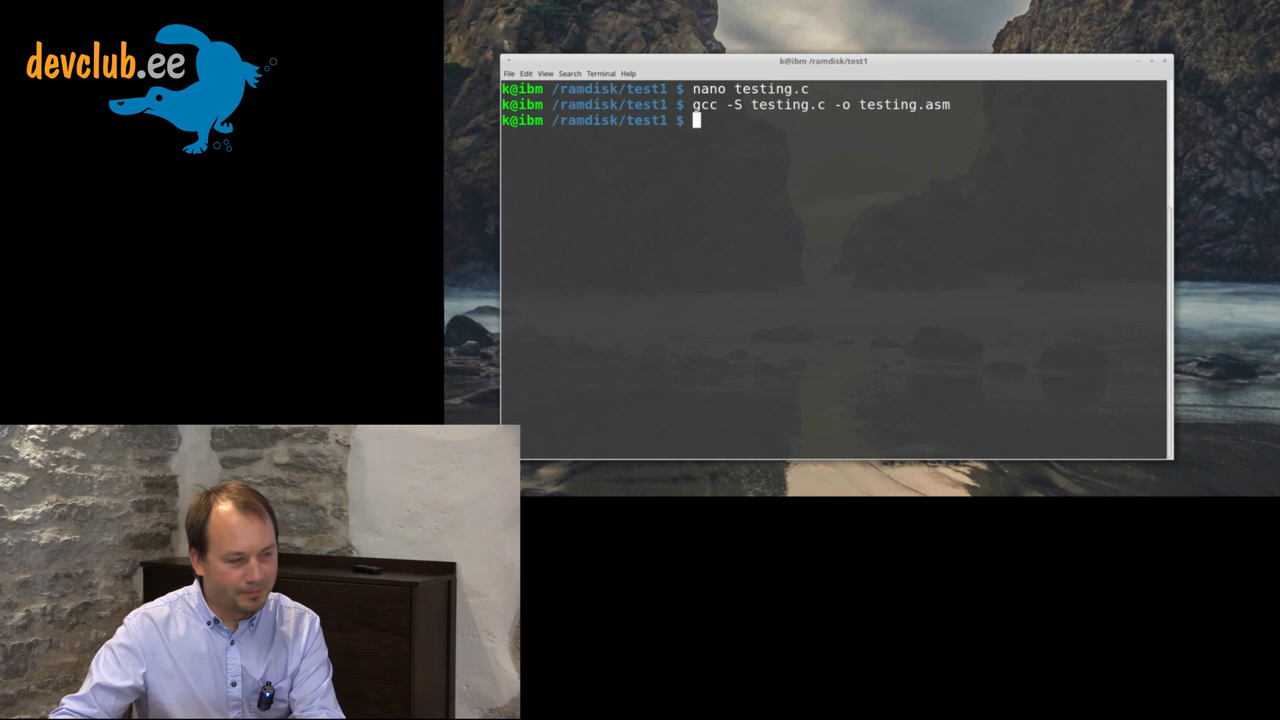 devclub.ee
k@ibm /ramdisk/test1
File Edit View Search Terminal Help
k@ibm /ramdisk/test1 $ nano testing.c
k@ibm /ramdisk/test1 $ gcc -S testing.c -o testing.asm
k@ibm /ramdisk/test1 $